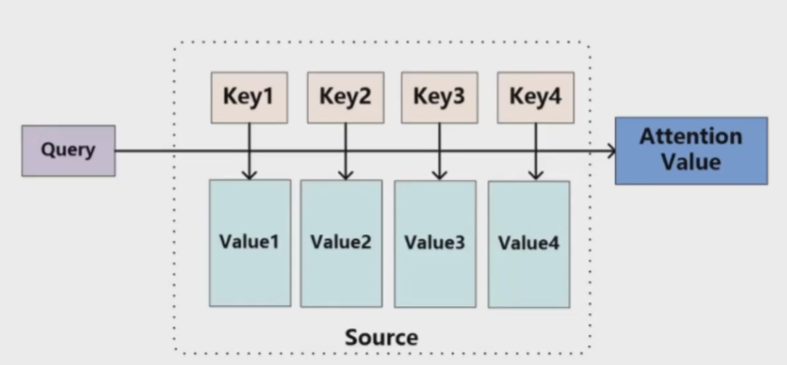 Key1 Key2 Key3 Key4
Query
Attention
Value
Value1 Value2 Value3 Value4
Source